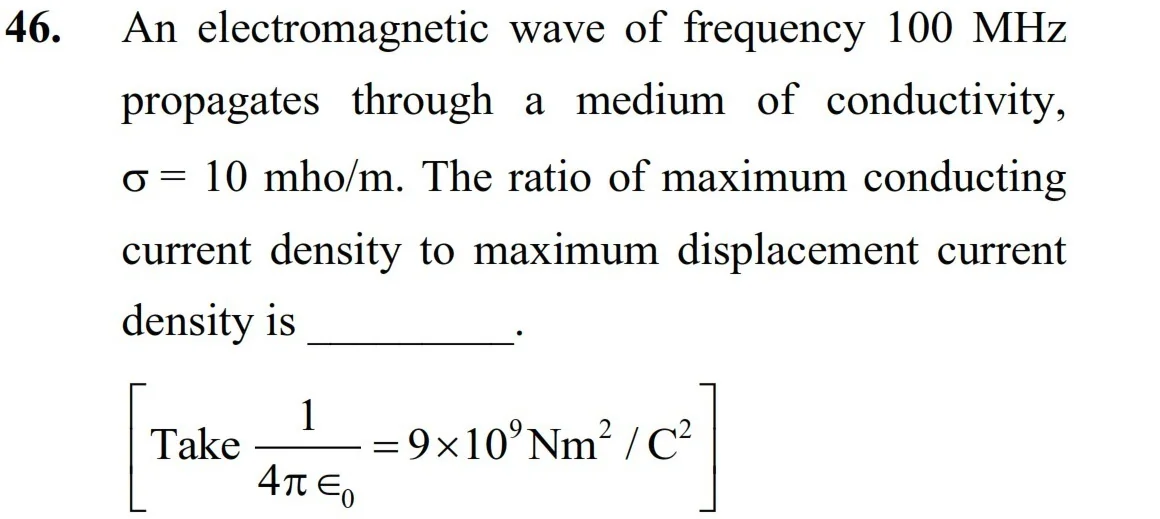 46. An electromagnetic wave of frequency 100 MHz
propagates through a medium of conductivity,
σ = 10 mho/m. The ratio of maximum conducting
current density to maximum displacement current
density is _________.
[Take 1/(4π∈₀) = 9×10⁹ Nm² / C²]